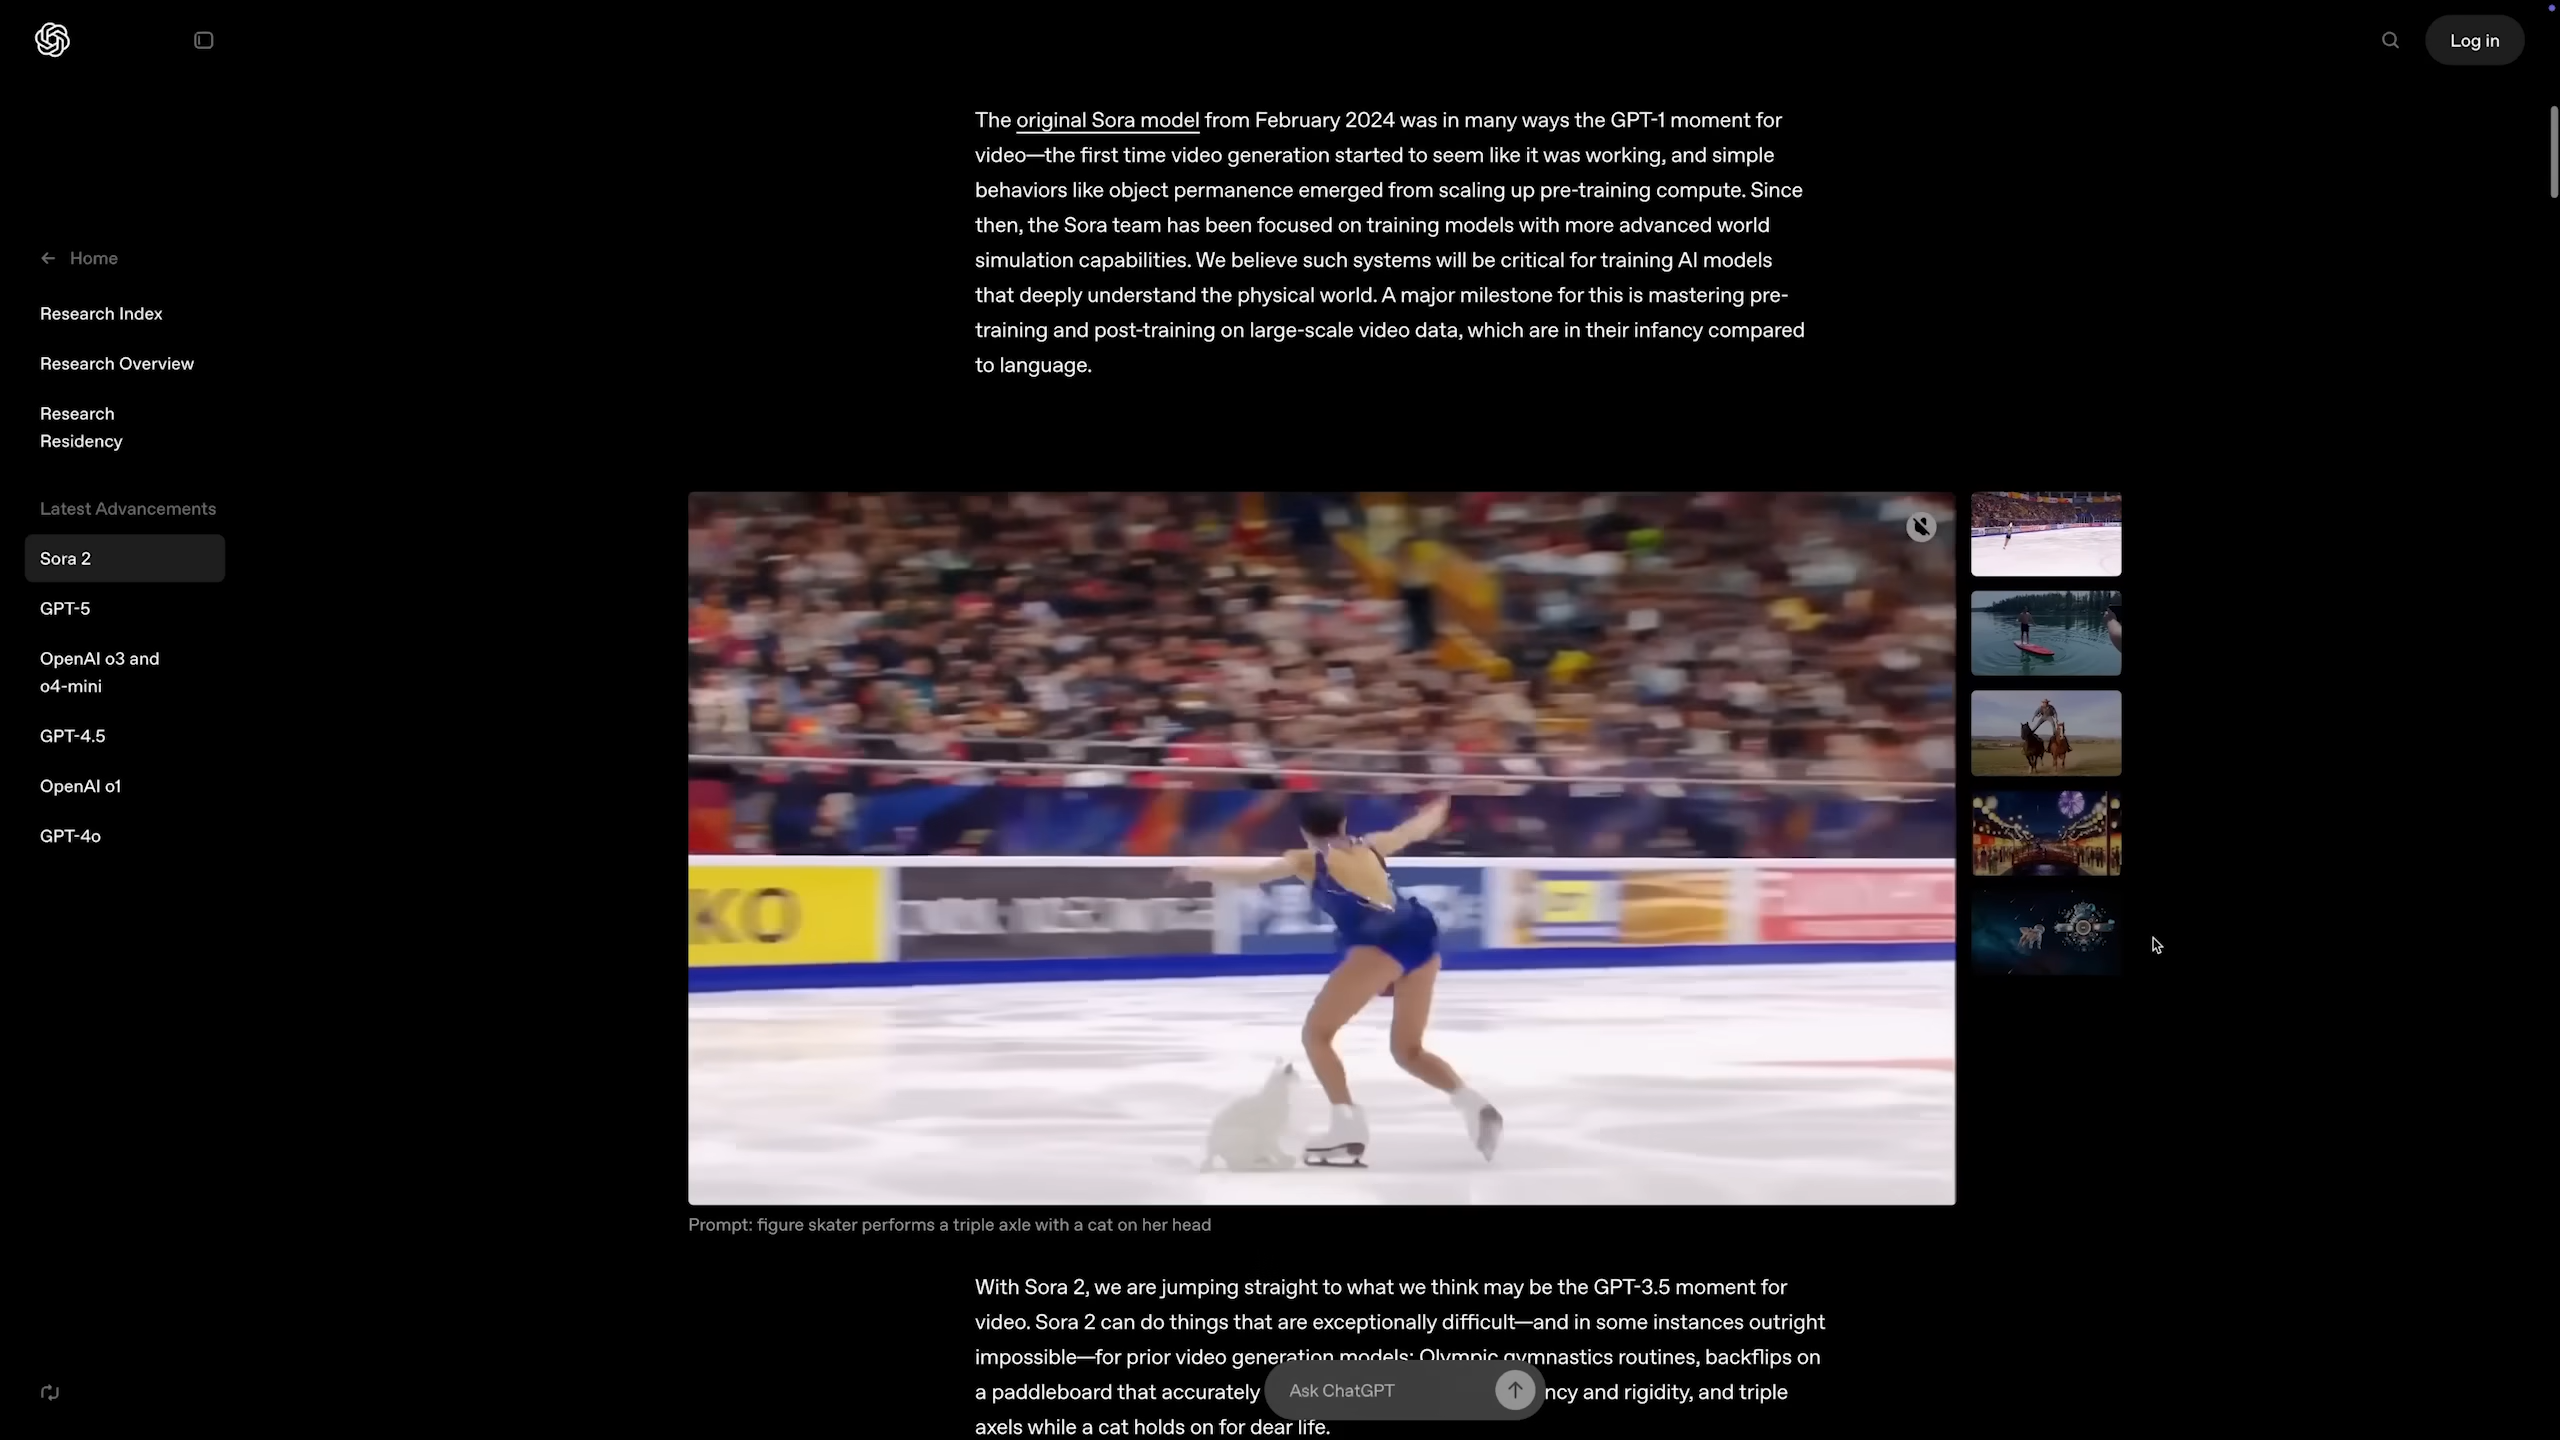 Log in
The original Sora model from February 2024 was in many ways the GPT-1 moment for
video—the first time video generation started to seem like it was working, and simple
behaviors like object permanence emerged from scaling up pre-training compute. Since
then, the Sora team has been focused on training models with more advanced world
simulation capabilities. We believe such systems will be critical for training AI models
that deeply understand the physical world. A major milestone for this is mastering pre-
training and post-training on large-scale video data, which are in their infancy compared
to language.
Home
Research Index
Research Overview
Research
Residency
Latest Advancements
Sora 2
GPT-5
OpenAI o3 and
o4-mini
GPT-4.5
OpenAI o1
GPT-4o
KO
Prompt: figure skater performs a triple axle with a cat on her head
With Sora 2, we are jumping straight to what we think may be the GPT-3.5 moment for
video. Sora 2 can do things that are exceptionally difficult—and in some instances outright
impossible—for prior video generation models: Olympic gymnastics routines, backflips on
a paddleboard that accurately ncy and rigidity, and triple
axels while a cat holds on for dear life.
Ask ChatGPT